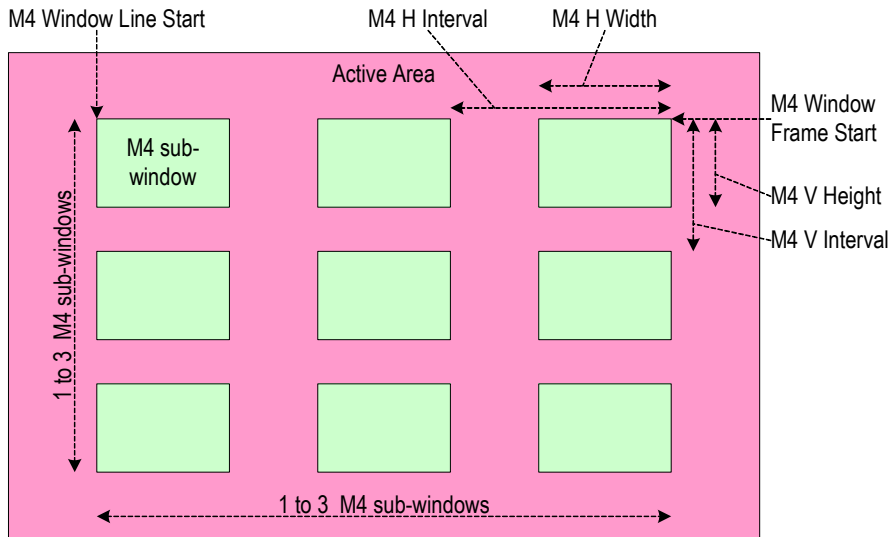 M4 Window Line Start
M4 H Interval
M4 H Width
Active Area
M4 Window
Frame Start
M4 sub-
window
M4 V Height
M4 V Interval
1 to 3  M4 sub-windows
1 to 3  M4 sub-windows